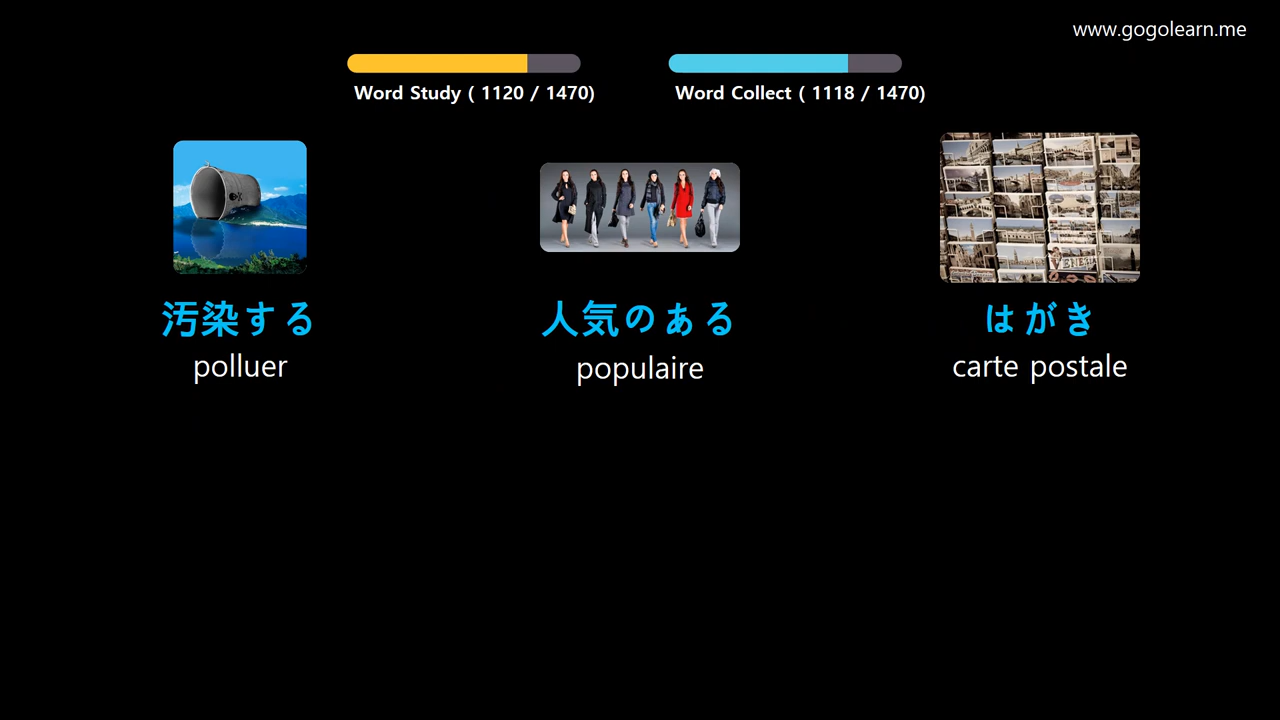 www.gogolearn.me
Word Study ( 1120 / 1470)
Word Collect ( 1118 / 1470)
汚染する
polluer
人気のある
populaire
はがき
carte postale